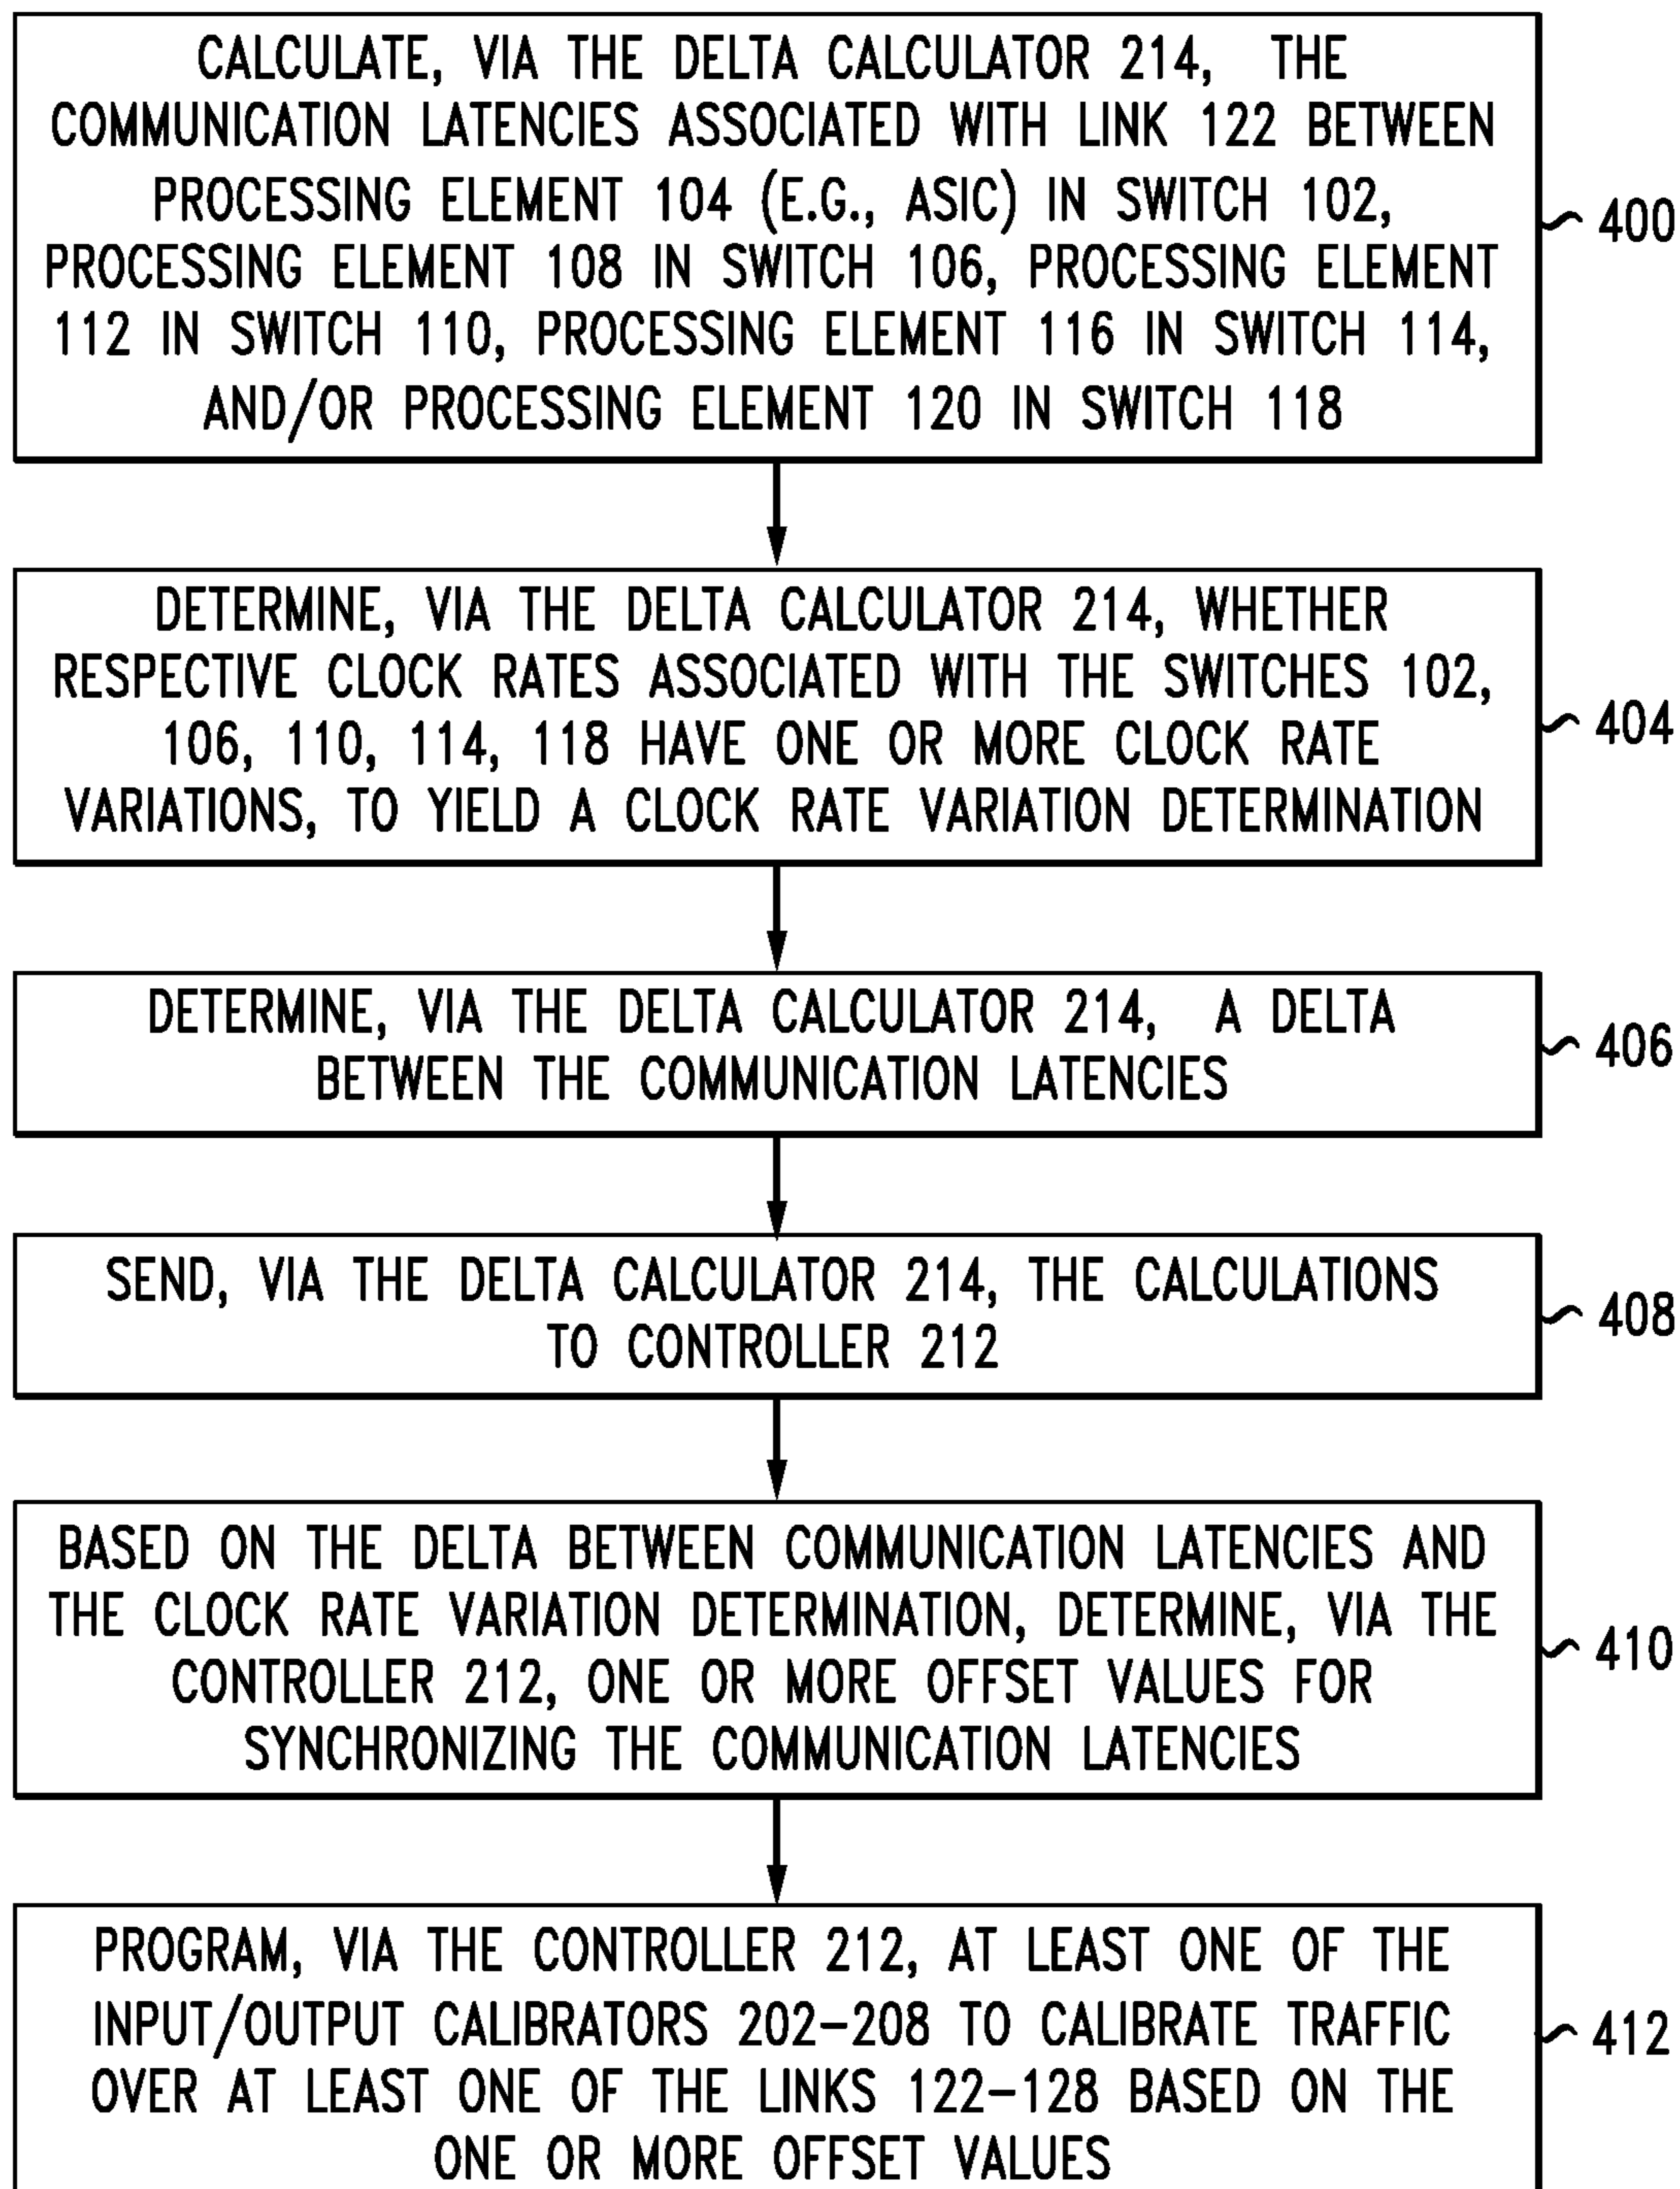 CALCULATE, VIA THE DELTA CALCULATOR 214, THE
COMMUNICATION LATENCIES ASSOCIATED WITH LINK 122 BETWEEN
PROCESSING ELEMENT 104 (E.G., ASIC) IN SWITCH 102,
PROCESSING ELEMENT 108 IN SWITCH 106, PROCESSING ELEMENT
112 IN SWITCH 110, PROCESSING ELEMENT 116 IN SWITCH 114,
AND/OR PROCESSING ELEMENT 120 IN SWITCH 118
400
DETERMINE, VIA THE DELTA CALCULATOR 214, WHETHER
RESPECTIVE CLOCK RATES ASSOCIATED WITH THE SWITCHES 102,
106, 110, 114, 118 HAVE ONE OR MORE CLOCK RATE
VARIATIONS, TO YIELD A CLOCK RATE VARIATION DETERMINATION
404
DETERMINE, VIA THE DELTA CALCULATOR 214, A DELTA
BETWEEN THE COMMUNICATION LATENCIES
406
SEND, VIA THE DELTA CALCULATOR 214, THE CALCULATIONS
TO CONTROLLER 212
408
BASED ON THE DELTA BETWEEN COMMUNICATION LATENCIES AND
THE CLOCK RATE VARIATION DETERMINATION, DETERMINE, VIA THE
CONTROLLER 212, ONE OR MORE OFFSET VALUES FOR
SYNCHRONIZING THE COMMUNICATION LATENCIES
410
PROGRAM, VIA THE CONTROLLER 212, AT LEAST ONE OF THE
INPUT/OUTPUT CALIBRATORS 202-208 TO CALIBRATE TRAFFIC
OVER AT LEAST ONE OF THE LINKS 122-128 BASED ON THE
ONE OR MORE OFFSET VALUES
412